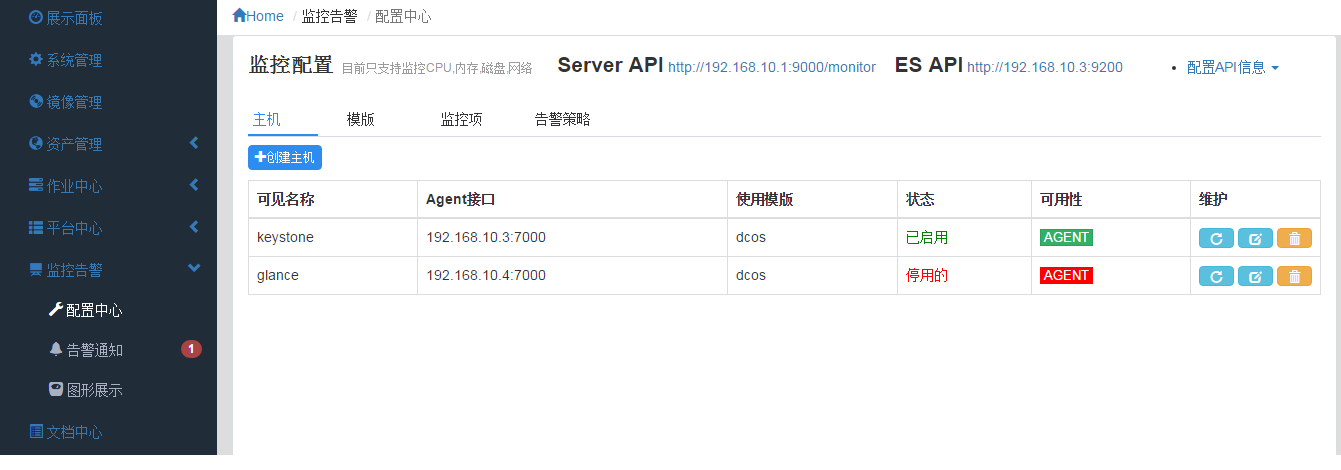 展示面板
系统管理
镜像管理
资产管理
作业中心
平台中心
监控告警
配置中心
告警通知 1
图形展示
文档中心
Home / 监控告警 / 配置中心
监控配置 目前只支持监控CPU,内存,磁盘,网络 Server API http://192.168.10.1:9000/monitor ES API http://192.168.10.3:9200 • 配置API信息
主机 模版 监控项 告警策略
创建主机
可见名称 Agent接口 使用模版 状态 可用性 维护
keystone 192.168.10.3:7000 dcos 已启用 AGENT
glance 192.168.10.4:7000 dcos 停用的 AGENT